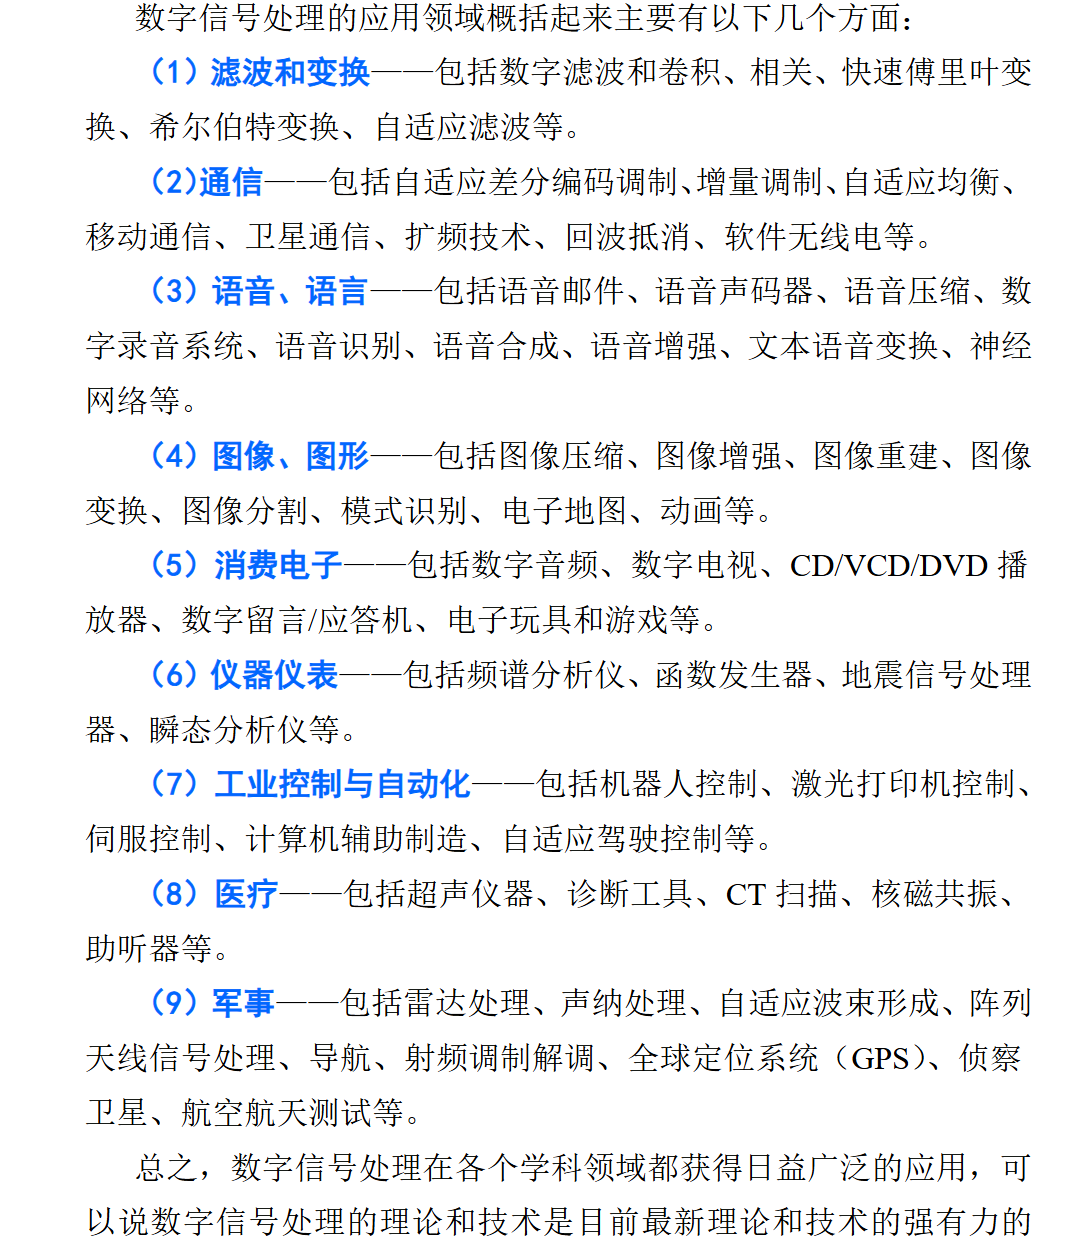 数字信号处理的应用领域概括起来主要有以下几个方面：
（1）滤波和变换——包括数字滤波和卷积、相关、快速傅里叶变
换、希尔伯特变换、自适应滤波等。
（2)通信——包括自适应差分编码调制、增量调制、自适应均衡、
移动通信、卫星通信、扩频技术、回波抵消、软件无线电等。
（3）语音、语言——包括语音邮件、语音声码器、语音压缩、数
字录音系统、语音识别、语音合成、语音增强、文本语音变换、神经
网络等。
（4）图像、图形——包括图像压缩、图像增强、图像重建、图像
变换、图像分割、模式识别、电子地图、动画等。
（5）消费电子——包括数字音频、数字电视、CD/VCD/DVD 播
放器、数字留言/应答机、电子玩具和游戏等。
（6）仪器仪表——包括频谱分析仪、函数发生器、地震信号处理
器、瞬态分析仪等。
（7）工业控制与自动化——包括机器人控制、激光打印机控制、
伺服控制、计算机辅助制造、自适应驾驶控制等。
（8）医疗——包括超声仪器、诊断工具、CT 扫描、核磁共振、
助听器等。
（9）军事——包括雷达处理、声纳处理、自适应波束形成、阵列
天线信号处理、导航、射频调制解调、全球定位系统（GPS）、侦察
卫星、航空航天测试等。
总之，数字信号处理在各个学科领域都获得日益广泛的应用，可
以说数字信号处理的理论和技术是目前最新理论和技术的强有力的